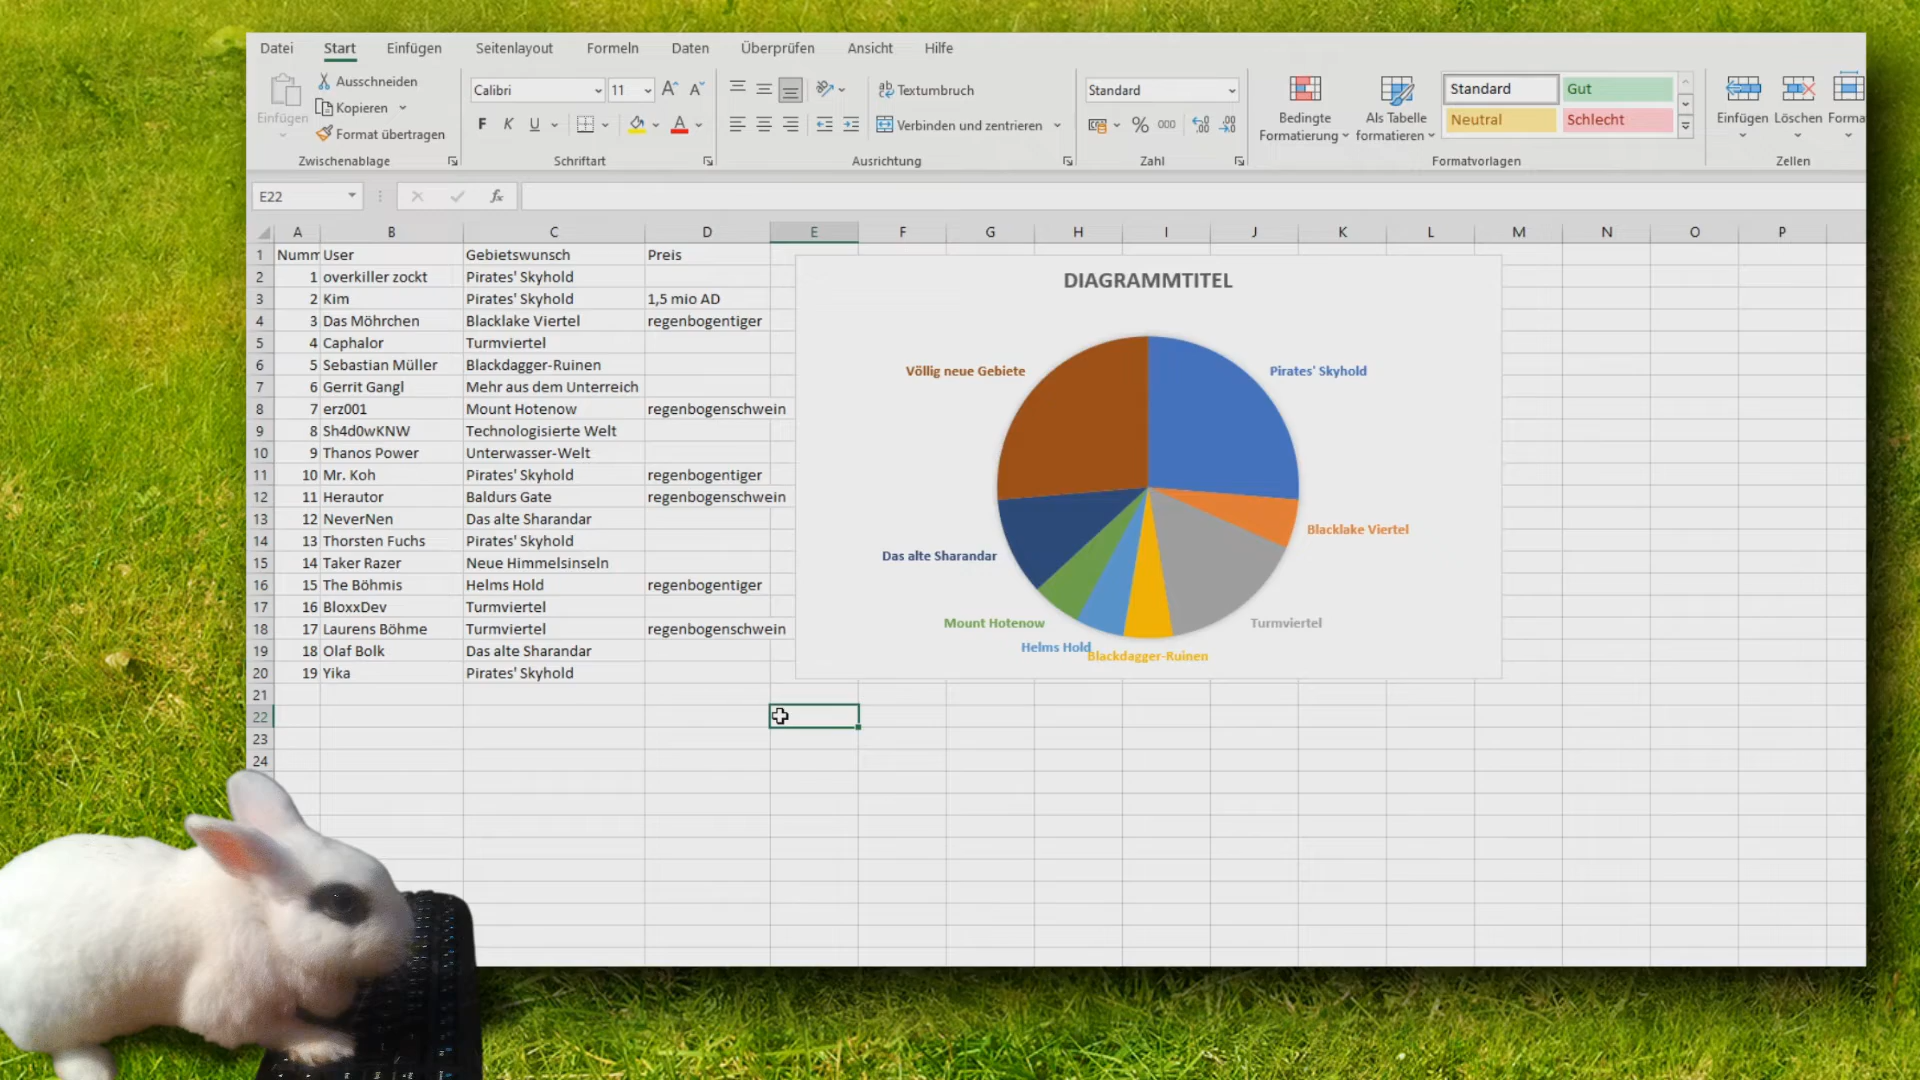 Datei Start Einfügen Seitenlayout Formeln Daten Überprüfen Ansicht Hilfe
Einfügen
Ausschneiden
Kopieren
Format übertragen
Zwischenablage
Calibri 11
F K U
Schriftart
Textumbruch
Verbinden und zentrieren
Ausrichtung
Standard
% 000
Zahl
Bedingte Formatierung
Als Tabelle formatieren
Standard Gut
Neutral Schlecht
Formatvorlagen
Einfügen Löschen Forma
Zellen
E22 fx
A B C D E F G H I J K L M N O P
1 Numm User Gebietswunsch Preis
2 1 overkiller zockt Pirates' Skyhold
3 2 Kim Pirates' Skyhold 1,5 mio AD
4 3 Das Möhrchen Blacklake Viertel regenbogentiger
5 4 Caphalor Turmviertel
6 5 Sebastian Müller Blackdagger-Ruinen
7 6 Gerrit Gangl Mehr aus dem Unterreich
8 7 erz001 Mount Hotenow regenbogenschwein
9 8 Sh4d0wKNW Technologisierte Welt
10 9 Thanos Power Unterwasser-Welt
11 10 Mr. Koh Pirates' Skyhold regenbogentiger
12 11 Herautor Baldurs Gate regenbogenschwein
13 12 NeverNen Das alte Sharandar
14 13 Thorsten Fuchs Pirates' Skyhold
15 14 Taker Razer Neue Himmelsinseln
16 15 The Böhmis Helms Hold regenbogentiger
17 16 BloxxDev Turmviertel
18 17 Laurens Böhme Turmviertel regenbogenschwein
19 18 Olaf Bolk Das alte Sharandar
20 19 Yika Pirates' Skyhold
21
22
23
24
DIAGRAMMTITEL
Völlig neue Gebiete
Pirates' Skyhold
Blacklake Viertel
Das alte Sharandar
Mount Hotenow
Turmviertel
Helms Hold
Blackdagger-Ruinen